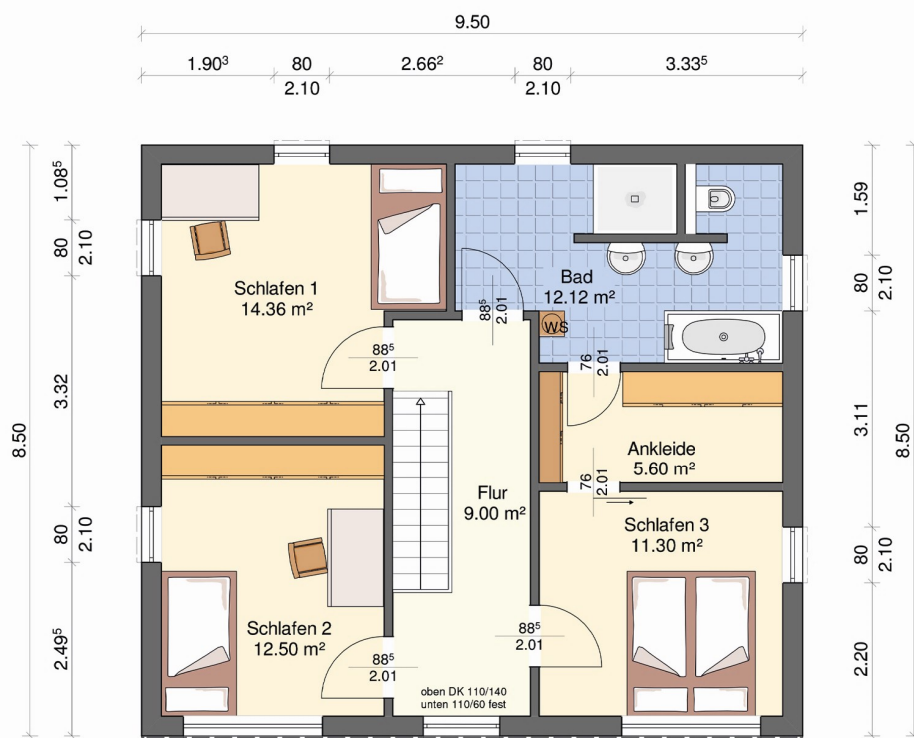 9.50
1.90³ 80 2.66² 80 3.33⁵
2.10 2.10
8.50
1.08⁵
80
2.10
3.32
80
2.10
2.49⁵
Schlafen 1
14.36 m²
88⁵
2.01
Bad
12.12 m²
88⁵
2.01
WS
76
2.01
Ankleide
5.60 m²
76
2.01
Flur
9.00 m²
Schlafen 3
11.30 m²
88⁵
2.01
Schlafen 2
12.50 m²
88⁵
2.01
oben DK 110/140
unten 110/60 fest
1.59
80
2.10
3.11
80
2.10
2.20
8.50